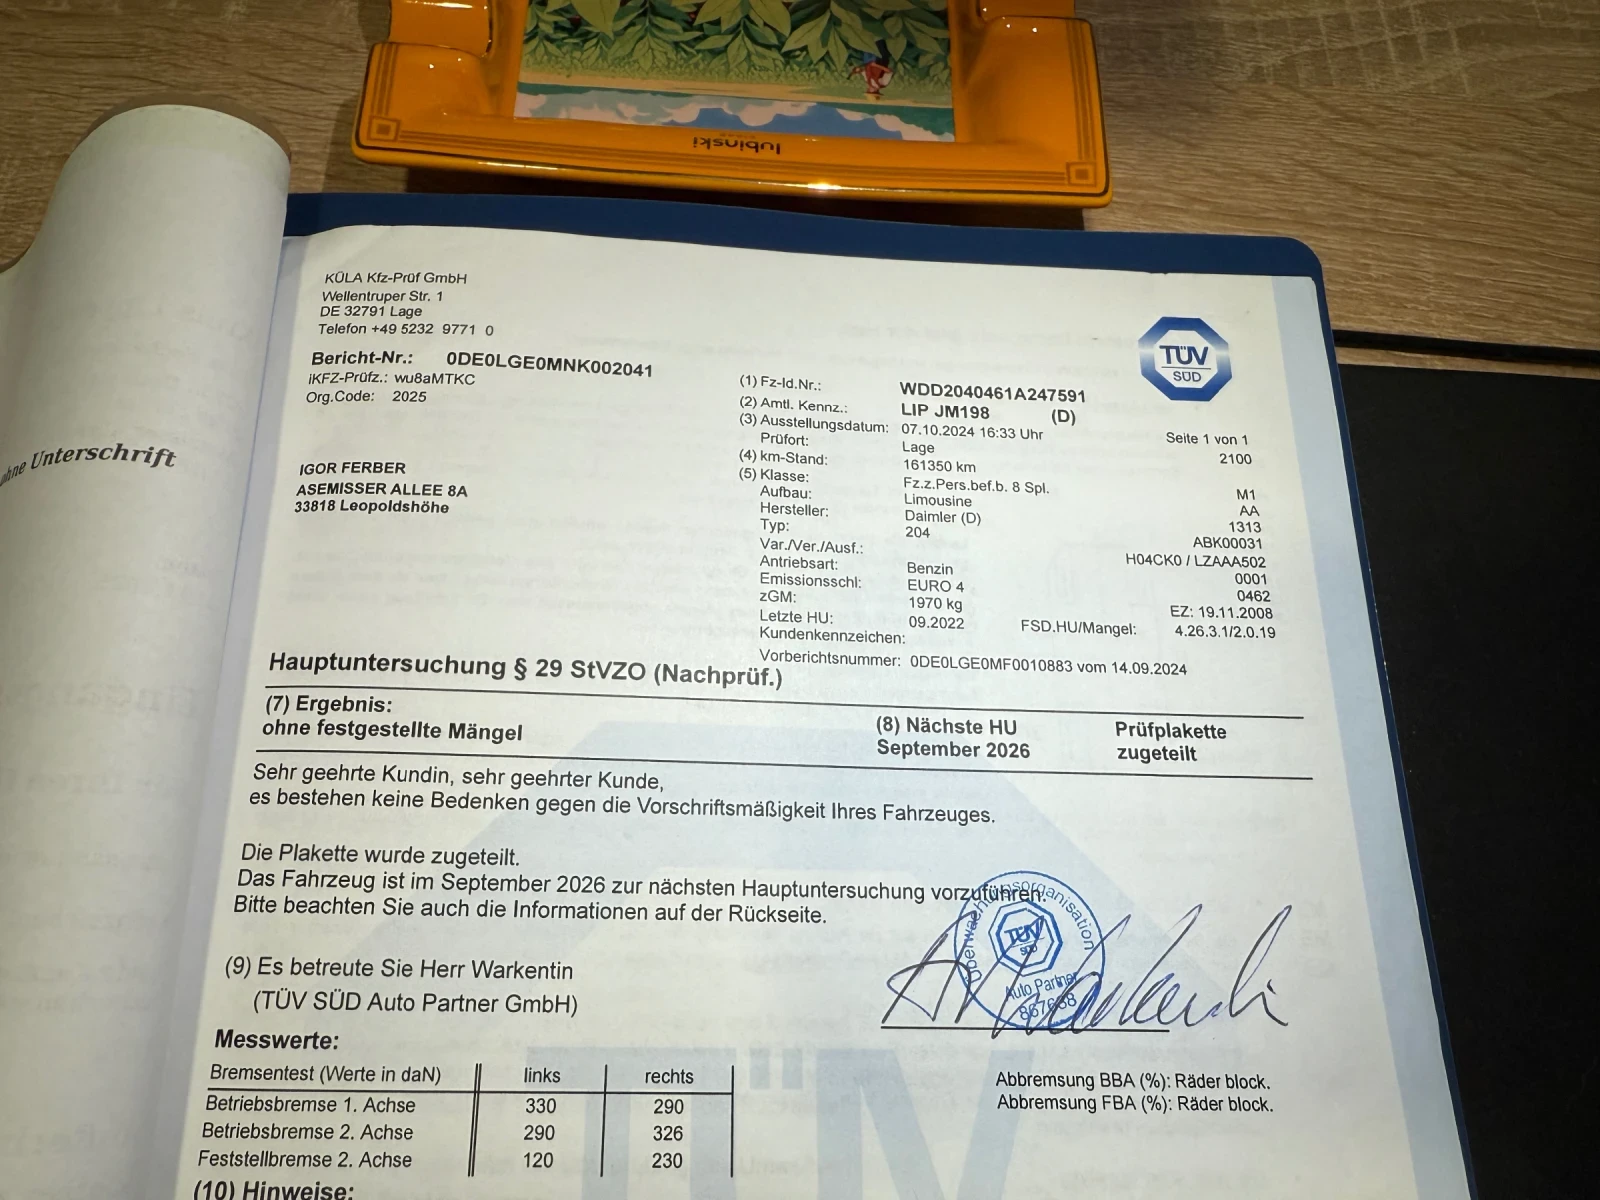 lubinski
KÜLA Kfz-Prüf GmbH
Wellentruper Str. 1
DE 32791 Lage
Telefon +49 5232 9771 0
Bericht-Nr.: 0DE0LGE0MNK002041
iKFZ-Prüfz.: wu8aMTKC
Org.Code: 2025
ohne Unterschrift
IGOR FERBER
ASEMISSER ALLEE 8A
33818 Leopoldshöhe
TÜV
SÜD
(1) Fz-Id.Nr.: WDD2040461A247591
(2) Amtl. Kennz.: LIP JM198 (D)
(3) Ausstellungsdatum: 07.10.2024 16:33 Uhr Seite 1 von 1
Prüfort: Lage 2100
(4) km-Stand: 161350 km
(5) Klasse: Fz.z.Pers.bef.b. 8 Spl. M1
Aufbau: Limousine AA
Hersteller: Daimler (D) 1313
Typ: 204 ABK00031
Var./Ver./Ausf.: H04CK0 / LZAAA502
Antriebsart: Benzin 0001
Emissionsschl: EURO 4 0462
zGM: 1970 kg EZ: 19.11.2008
Letzte HU: 09.2022 FSD.HU/Mangel: 4.26.3.1/2.0.19
Kundenkennzeichen:
Vorberichtsnummer: 0DE0LGE0MF0010883 vom 14.09.2024
Hauptuntersuchung § 29 StVZO (Nachprüf.)
(7) Ergebnis: (8) Nächste HU Prüfplakette
ohne festgestellte Mängel September 2026 zugeteilt
Sehr geehrte Kundin, sehr geehrter Kunde,
es bestehen keine Bedenken gegen die Vorschriftsmäßigkeit Ihres Fahrzeuges.
Die Plakette wurde zugeteilt.
Das Fahrzeug ist im September 2026 zur nächsten Hauptuntersuchung vorzuführen.
Bitte beachten Sie auch die Informationen auf der Rückseite.
(9) Es betreute Sie Herr Warkentin
(TÜV SÜD Auto Partner GmbH)
Überwachungsorganisation
TÜV
SÜD
Auto Partner
Messwerte:
Bremsentest (Werte in daN) links rechts
Betriebsbremse 1. Achse 330 290
Betriebsbremse 2. Achse 290 326
Feststellbremse 2. Achse 120 230
Abbremsung BBA (%): Räder block.
Abbremsung FBA (%): Räder block.
(10) Hinweise: